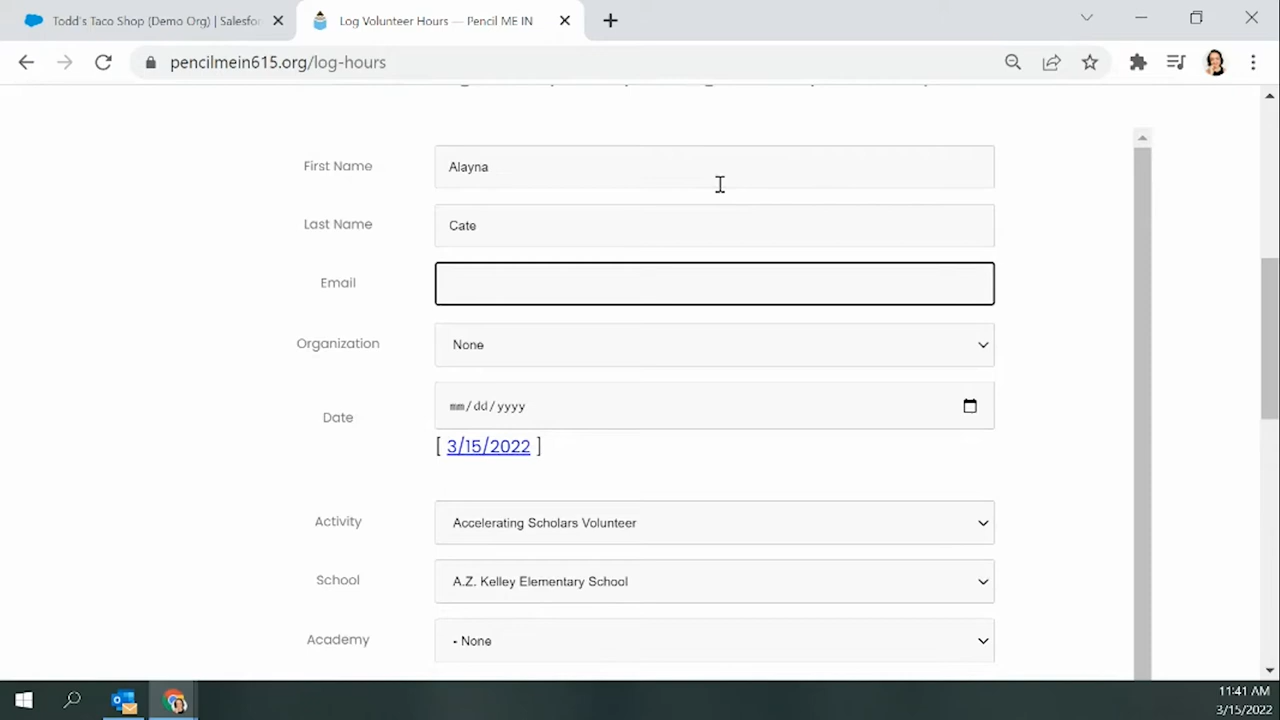 Todd's Taco Shop (Demo Org) | Salesfo
Log Volunteer Hours — Pencil ME IN
pencilmein615.org/log-hours
First Name
Alayna
Last Name
Cate
Email
Organization
None
Date
mm/dd/yyyy
[ 3/15/2022 ]
Activity
Accelerating Scholars Volunteer
School
A.Z. Kelley Elementary School
Academy
- None
11:41 AM
3/15/2022